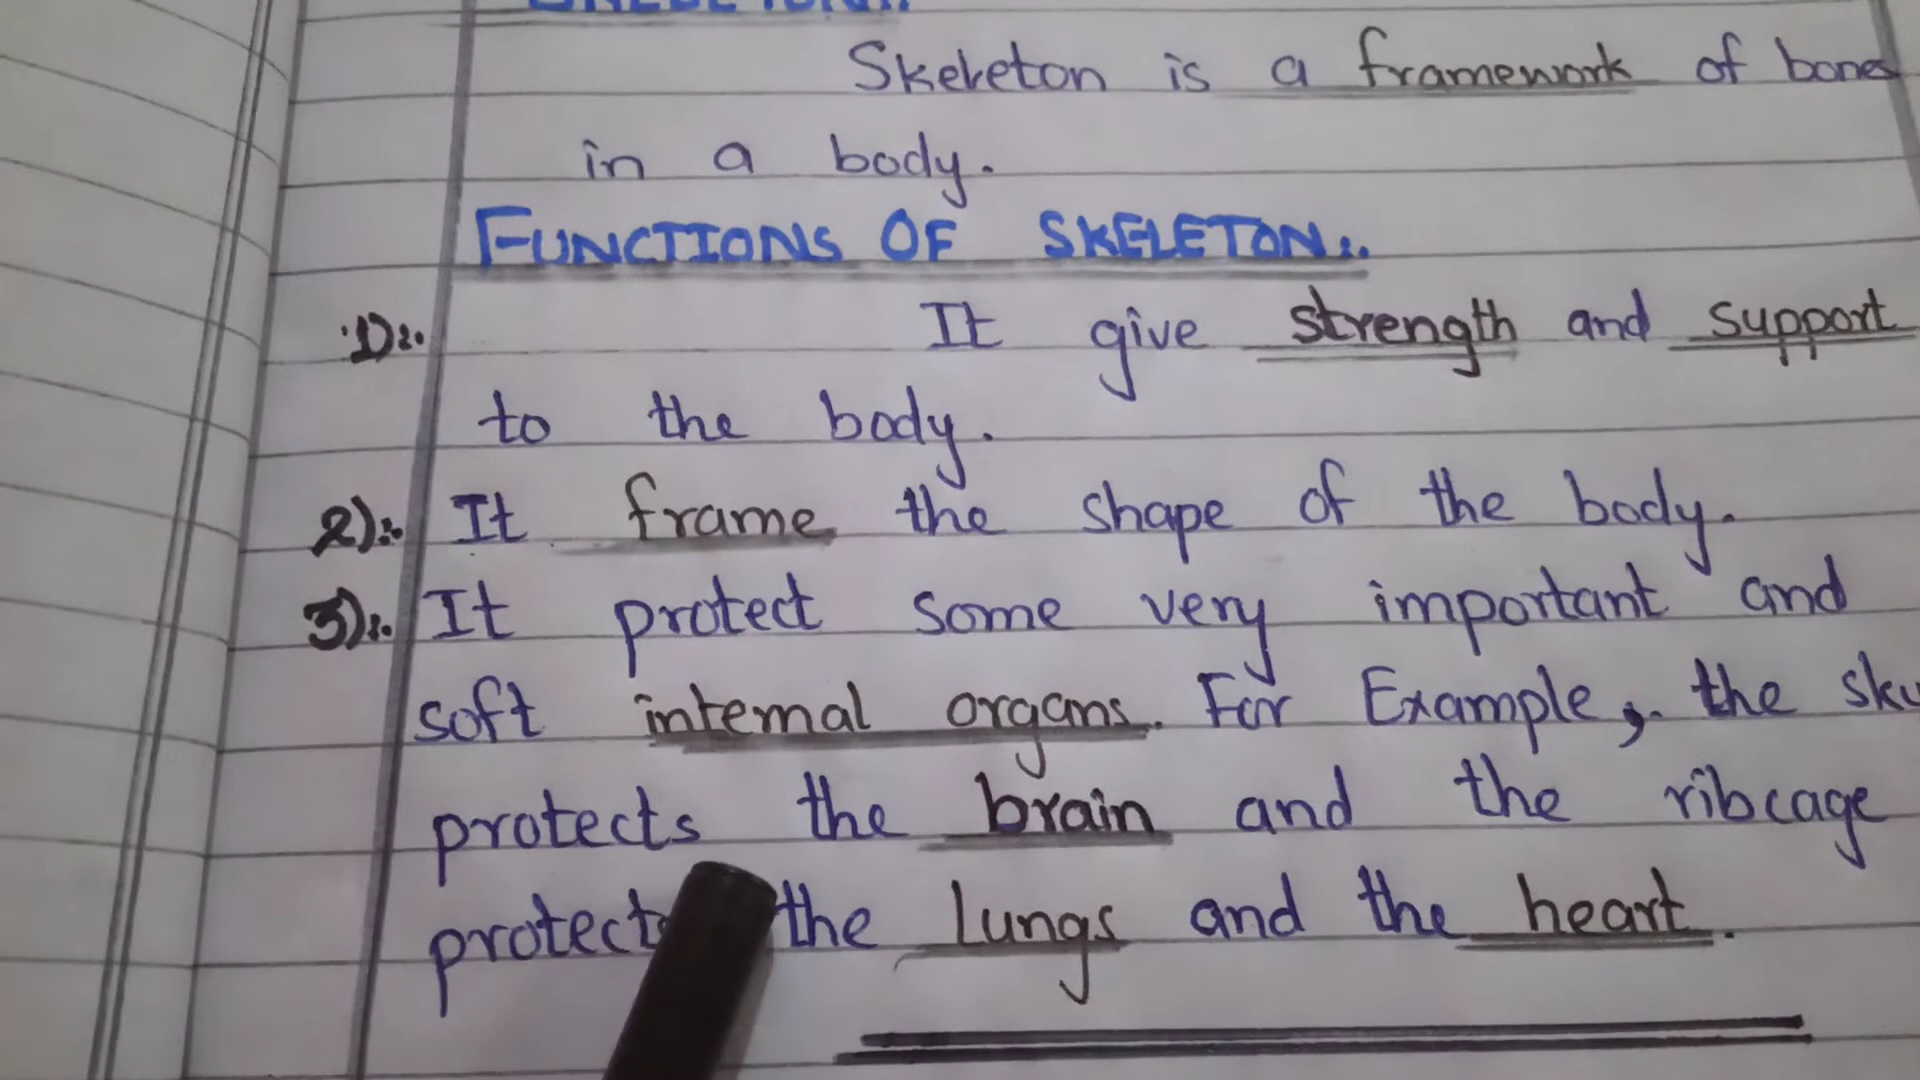 Skeleton is a framework of bones
in a body.
FUNCTIONS OF SKELETON:.
1):. It give strength and support
to the body.
2):. It frame the shape of the body.
3):. It protect some very important and
soft internal organs. For Example, the
protects the brain and the ribcage
the lungs and the heart.